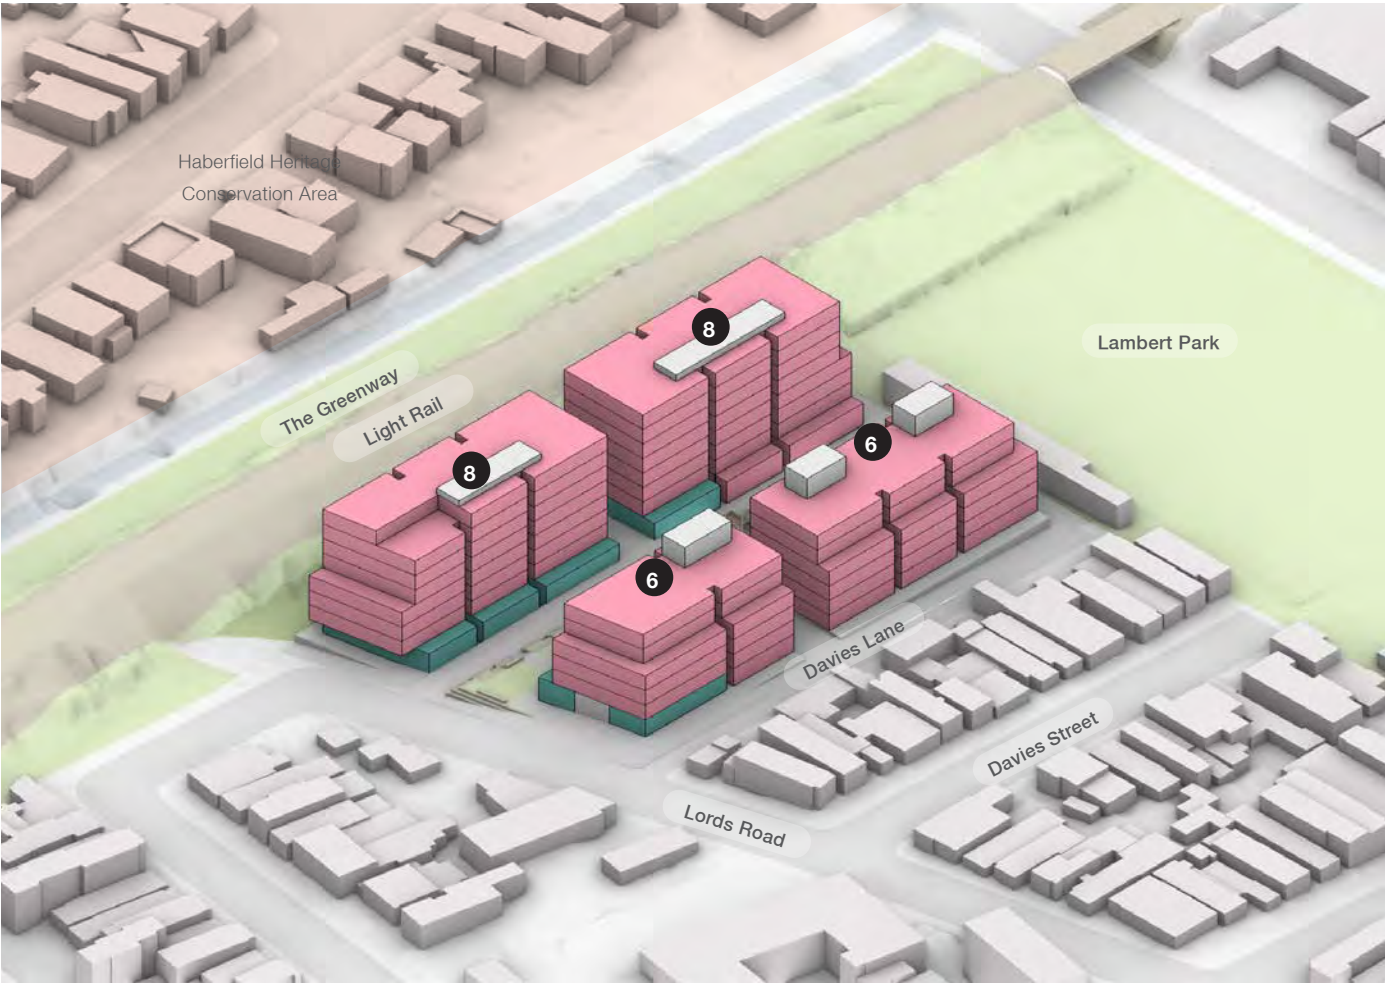 Haberfield Heritage
Conservation Area
8
Lambert Park
The Greenway
Light Rail
6
8
6
Davies Lane
Davies Street
Lords Road